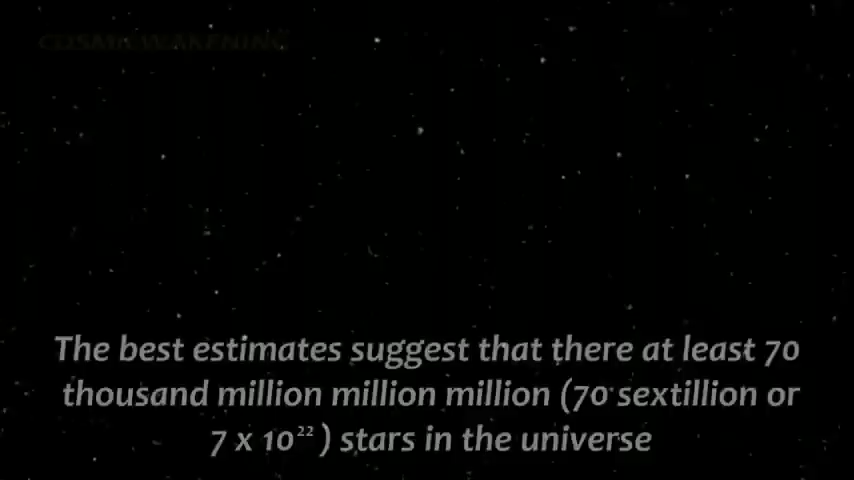 The best estimates suggest that there at least 70
thousand million million million (70 sextillion or
7 x 10²²) stars in the universe